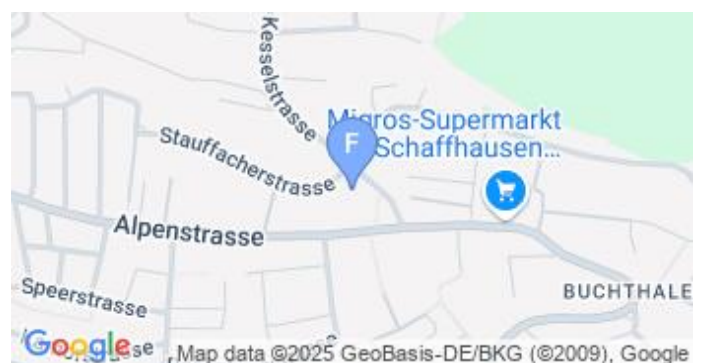 Kesselstrasse
Migros-Supermarkt
Schaffhausen...
F
Stauffacherstrasse
Alpenstrasse
BUCHTHALE
Speerstrasse
Google
Map data ©2025 GeoBasis-DE/BKG (©2009), Google